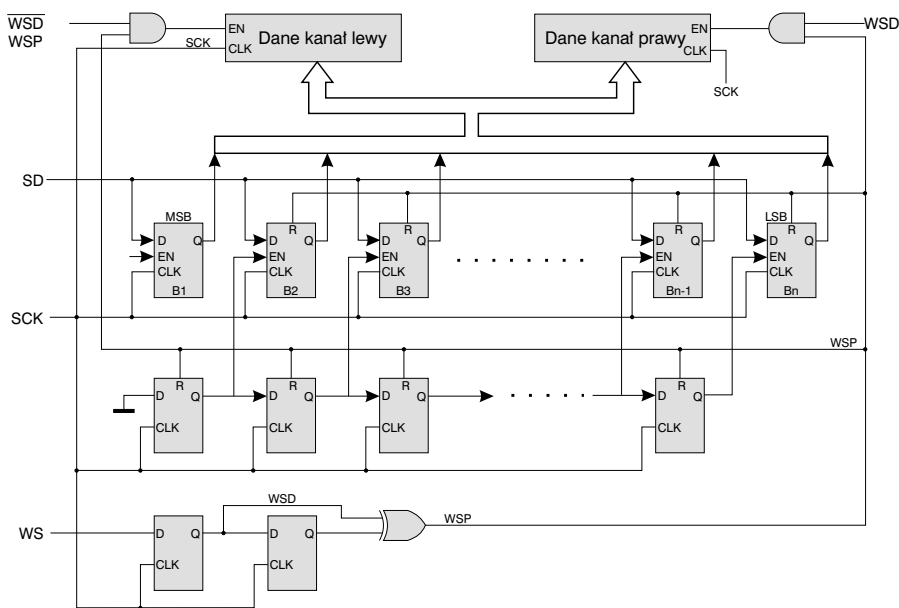 WSD
WSP
SCK
EN
CLK
Dane kanał lewy
Dane kanał prawy
EN
CLK
SCK
WSD
SD
MSB
D Q
EN
CLK
B1
R
D Q
EN
CLK
B2
R
D Q
EN
CLK
B3
R
D Q
EN
CLK
Bn-1
LSB
R
D Q
EN
CLK
Bn
SCK
WSP
R
D Q
CLK
R
D Q
CLK
R
D Q
CLK
R
D Q
CLK
WS
D Q
CLK
WSD
D Q
CLK
WSP